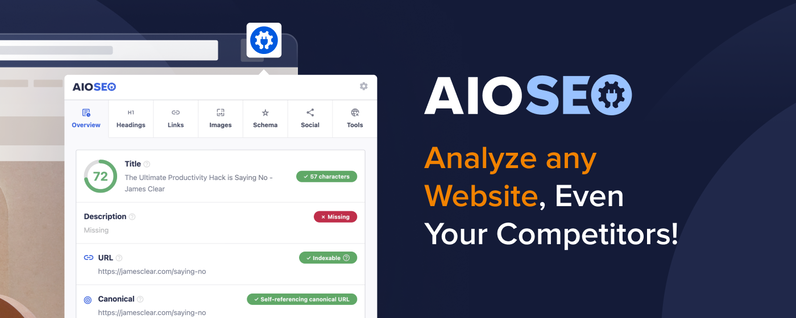 AIOSEO
Overview
H1
Headings
Links
Images
Schema
Social
Tools
72
Title
The Ultimate Productivity Hack is Saying No -
James Clear
✓ 57 characters
Description
× Missing
Missing
URL
✓ Indexable
https://jamesclear.com/saying-no
Canonical
✓ Self-referencing canonical URL
https://jamesclear.com/saying-no
AIOSEO
Analyze any
Website, Even
Your Competitors!